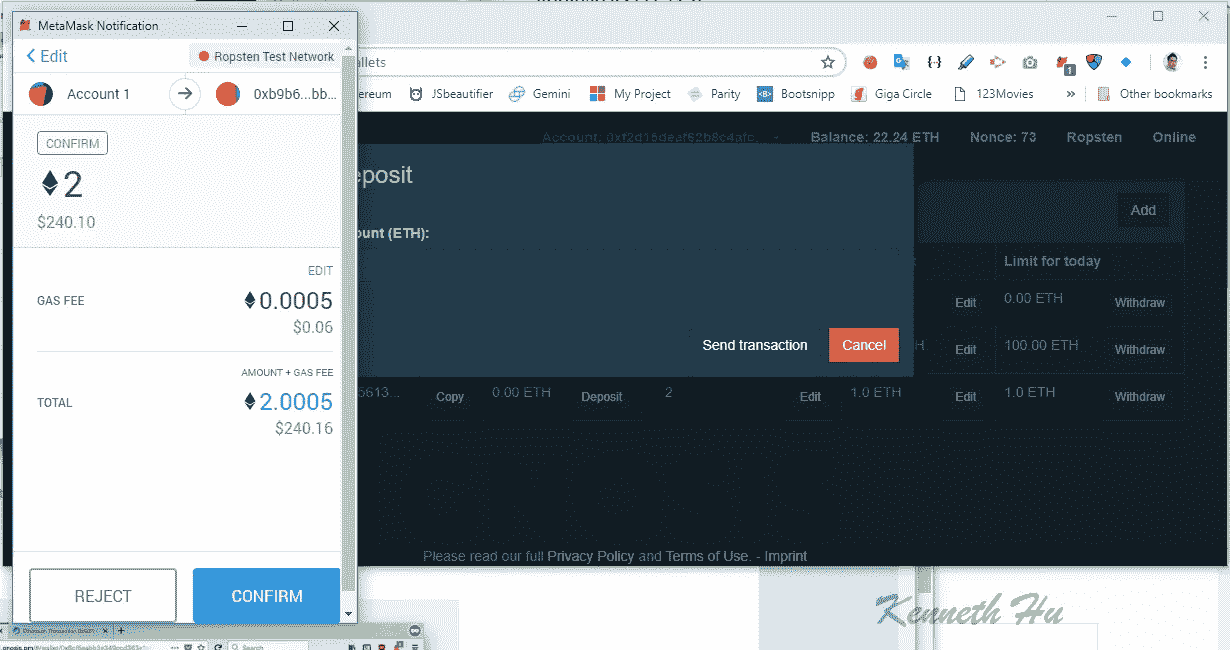 MetaMask Notification
Edit
Ropsten Test Network
Account 1
0xb9b6...bb...
CONFIRM
2
$240.10
EDIT
GAS FEE
0.0005
$0.06
AMOUNT + GAS FEE
TOTAL
2.0005
$240.16
REJECT
CONFIRM
allets
1
ereum
JSbeautifier
Gemini
My Project
Parity
Bootsnipp
Giga Circle
123Movies
»
Other bookmarks
Account: 0xf2d16deaf62b8c4afc...
Balance: 22.24 ETH
Nonce: 73
Ropsten
Online
eposit
ount (ETH):
Send transaction
Cancel
Add
Limit for today
Edit
0.00 ETH
Withdraw
H
Edit
100.00 ETH
Withdraw
5613...
Copy
0.00 ETH
Deposit
2
Edit
1.0 ETH
Edit
1.0 ETH
Withdraw
Please read our full Privacy Policy and Terms of Use. - Imprint
Kenneth Hu
Search